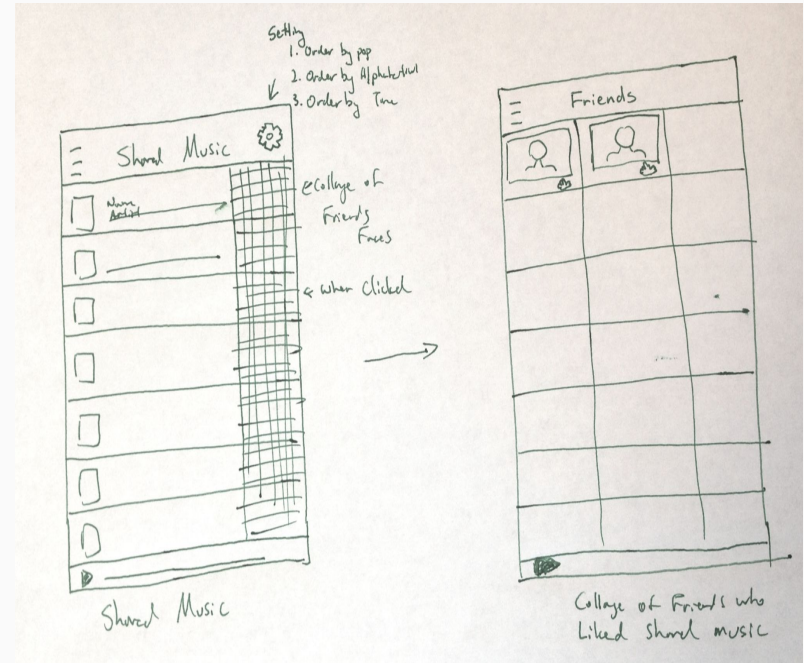 Setting
1. Order by pop
2. Order by Alphabetical
3. Order by Time
Shared Music
Name
Artist
Collage of
Friends
Faces
when clicked
Shared Music
Friends
Collage of Friends who
Liked shared music